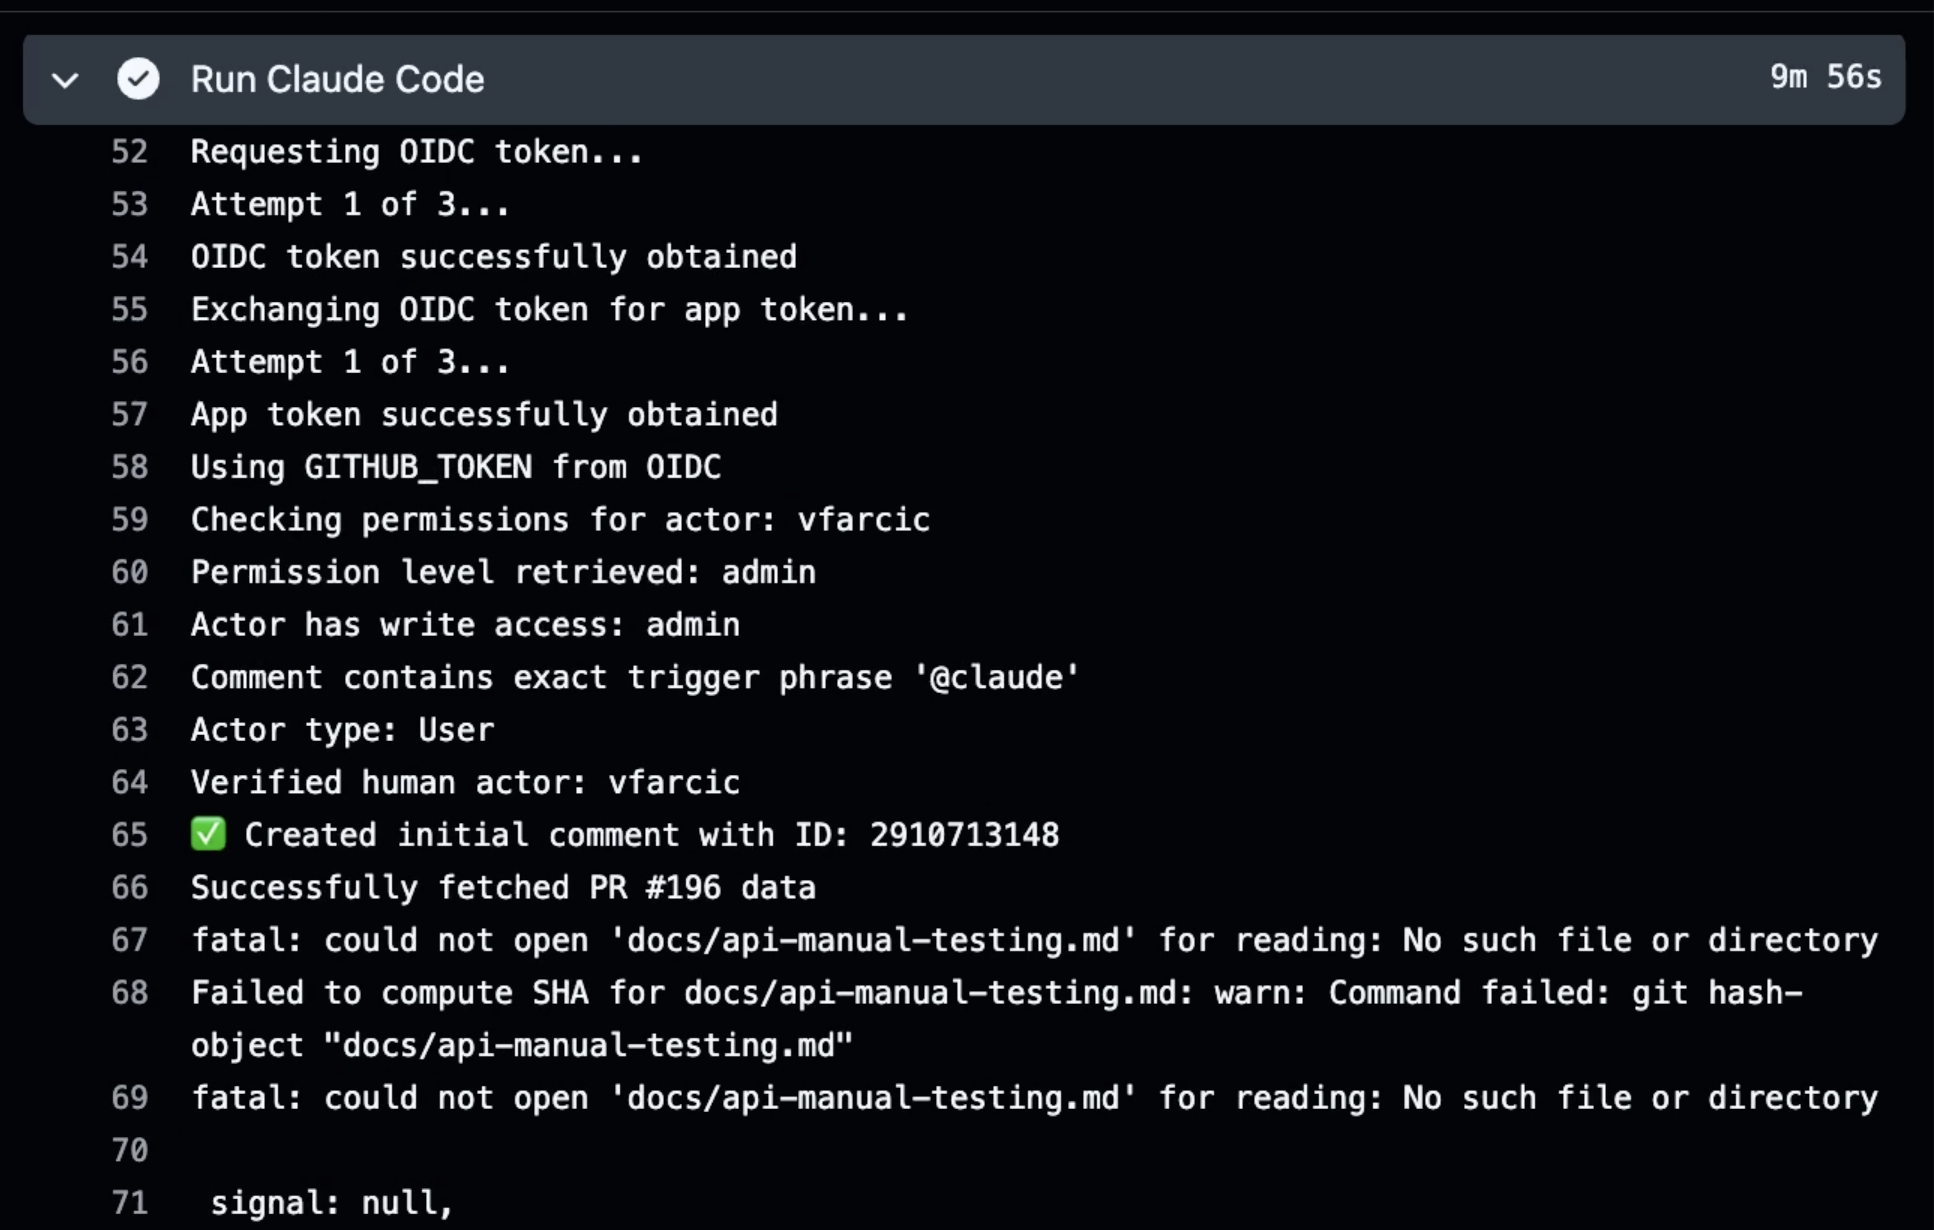 Run Claude Code 9m 56s
52 Requesting OIDC token...
53 Attempt 1 of 3...
54 OIDC token successfully obtained
55 Exchanging OIDC token for app token...
56 Attempt 1 of 3...
57 App token successfully obtained
58 Using GITHUB_TOKEN from OIDC
59 Checking permissions for actor: vfarcic
60 Permission level retrieved: admin
61 Actor has write access: admin
62 Comment contains exact trigger phrase '@claude'
63 Actor type: User
64 Verified human actor: vfarcic
65 ✅ Created initial comment with ID: 2910713148
66 Successfully fetched PR #196 data
67 fatal: could not open 'docs/api-manual-testing.md' for reading: No such file or directory
68 Failed to compute SHA for docs/api-manual-testing.md: warn: Command failed: git hash-
object "docs/api-manual-testing.md"
69 fatal: could not open 'docs/api-manual-testing.md' for reading: No such file or directory
70
71 signal: null,